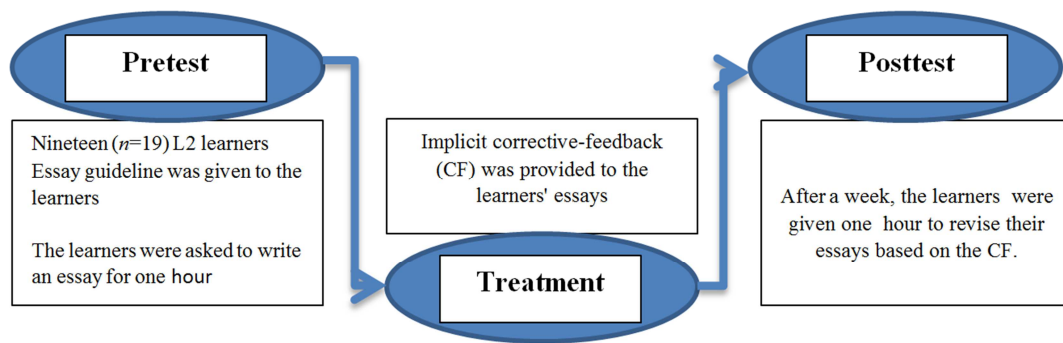 Pretest
Nineteen (n=19) L2 learners
Essay guideline was given to the
learners
The learners were asked to write
an essay for one hour
Implicit corrective-feedback
(CF) was provided to the
learners' essays
Treatment
Posttest
After a week, the learners were
given one hour to revise their
essays based on the CF.